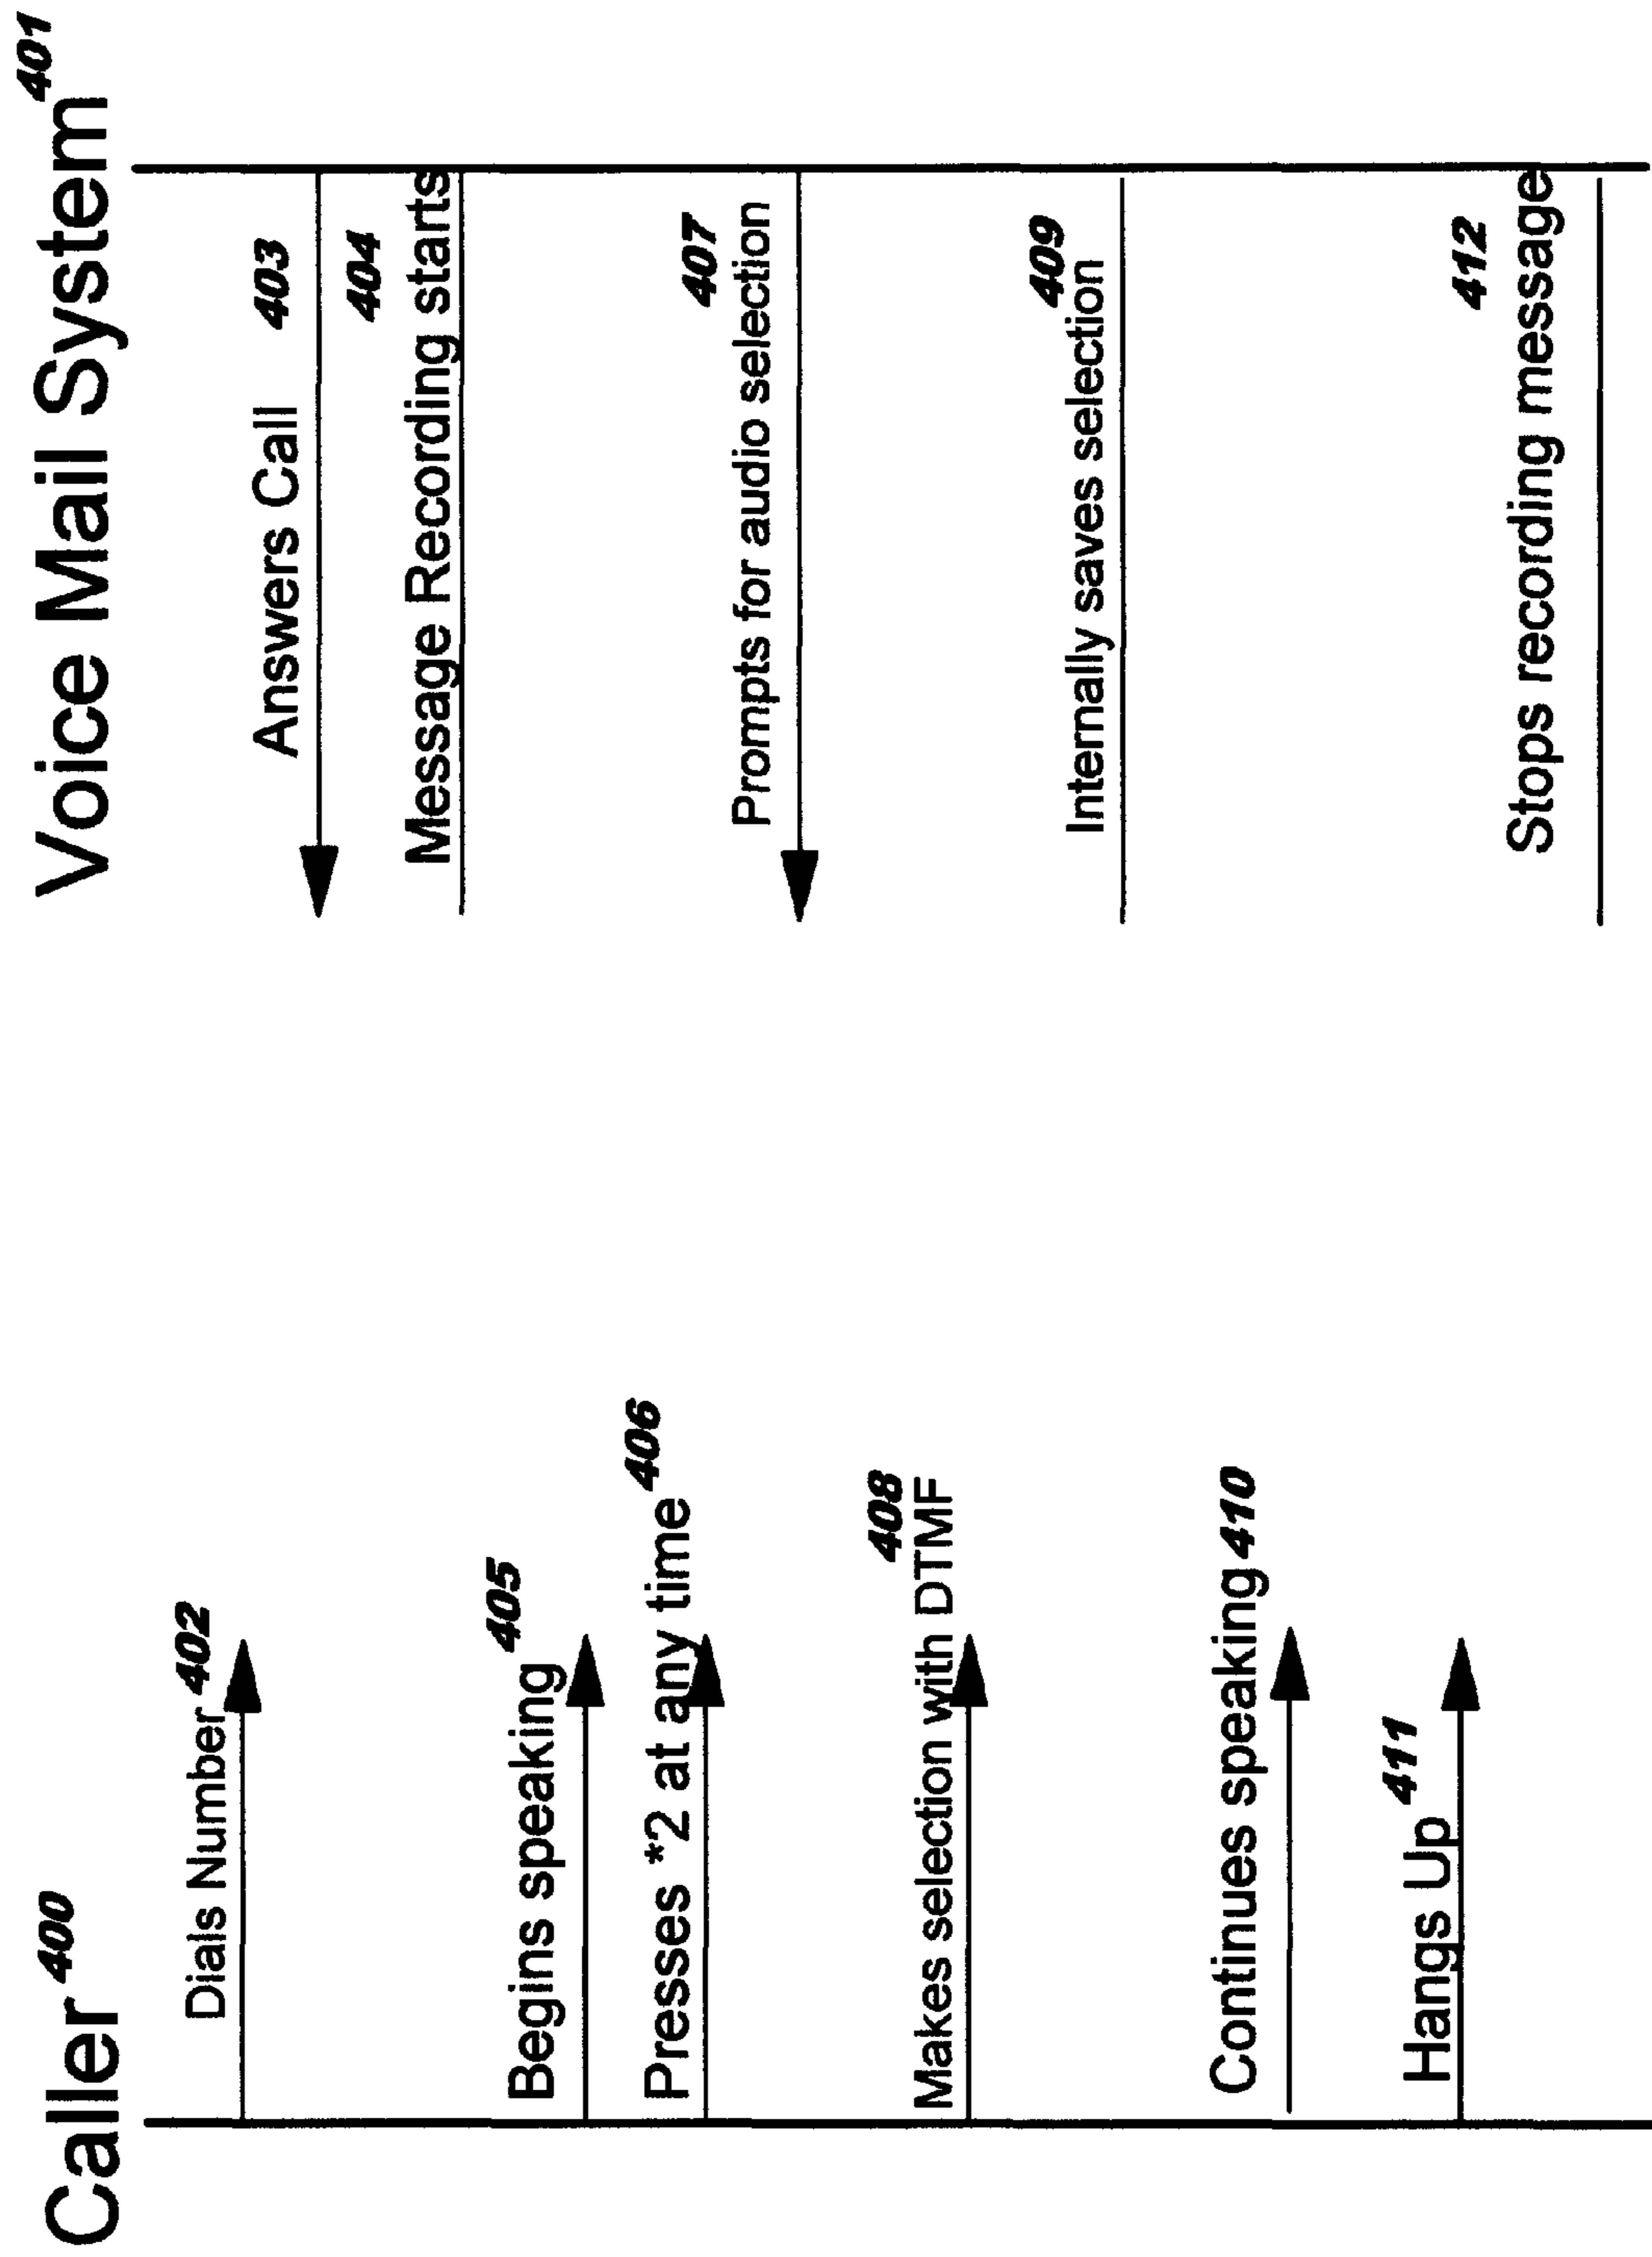 Caller 400
Voice Mail System 401
Dials Number 402
Answers Call 403
404
Message Recording starts
Begins speaking 405
Presses *2 at any time 406
407
Prompts for audio selection
408
Makes selection with DTMF
409
Internally saves selection
Continues speaking 410
Hangs Up 411
412
Stops recording message